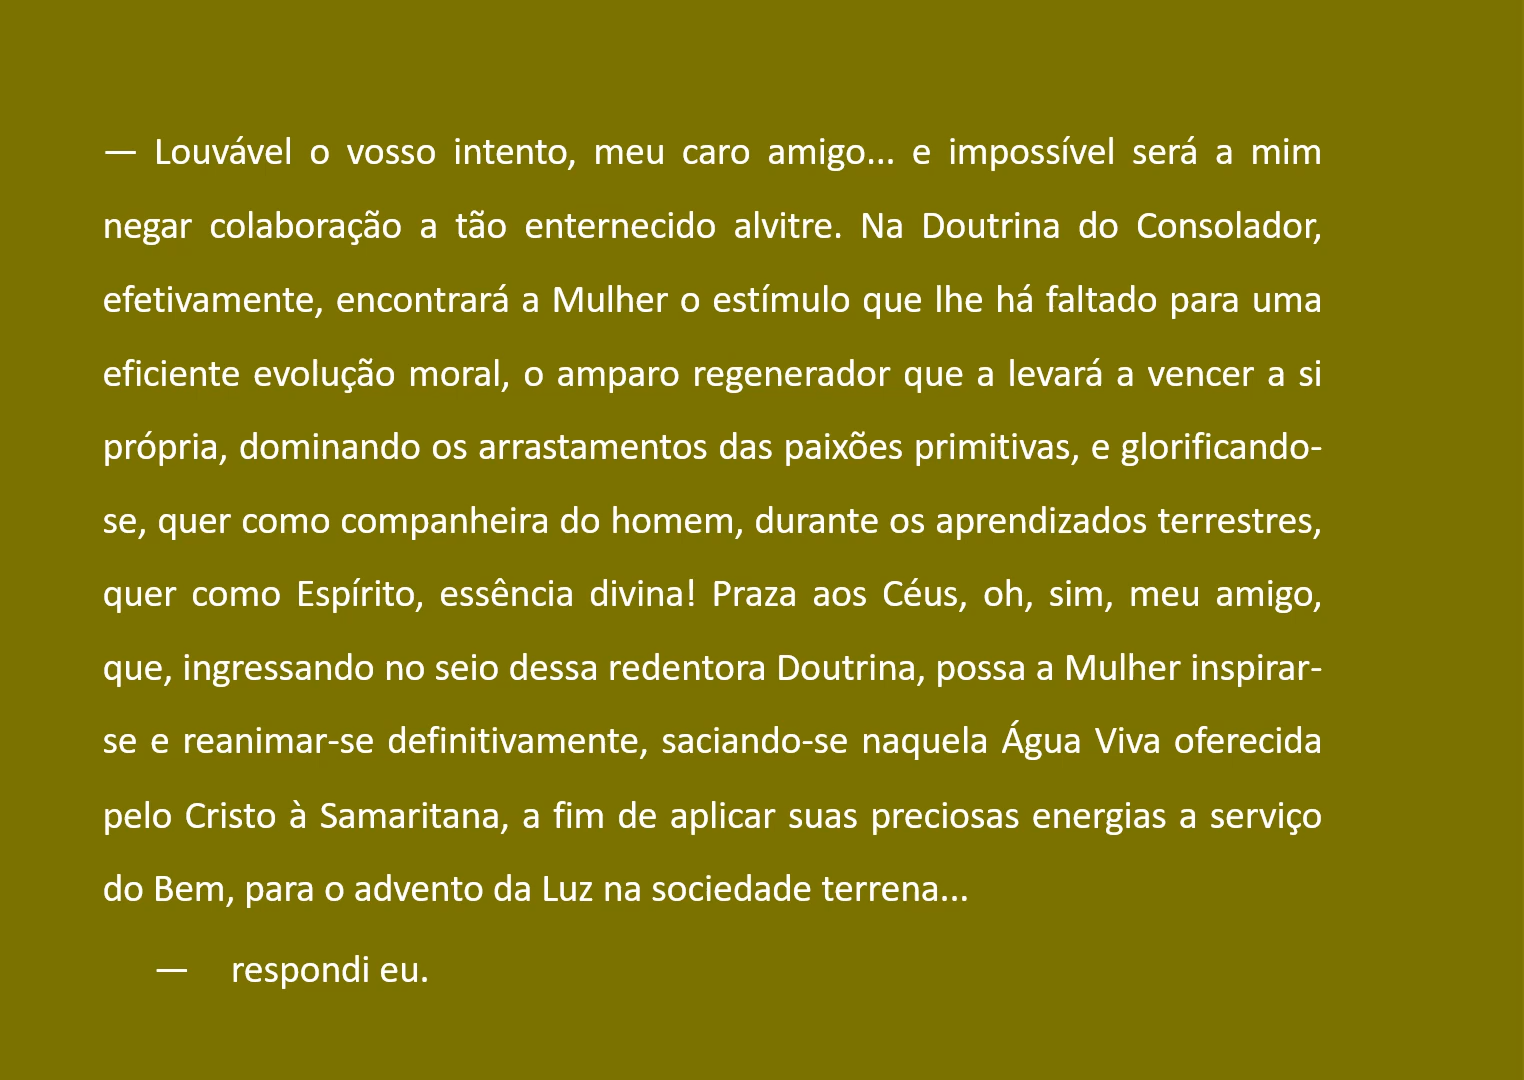 — Louvável o vosso intento, meu caro amigo... e impossível será a mim
negar colaboração a tão enternecido alvitre. Na Doutrina do Consolador,
efetivamente, encontrará a Mulher o estímulo que lhe há faltado para uma
eficiente evolução moral, o amparo regenerador que a levará a vencer a si
própria, dominando os arrastamentos das paixões primitivas, e glorificando-
se, quer como companheira do homem, durante os aprendizados terrestres,
quer como Espírito, essência divina! Praza aos Céus, oh, sim, meu amigo,
que, ingressando no seio dessa redentora Doutrina, possa a Mulher inspirar-
se e reanimar-se definitivamente, saciando-se naquela Água Viva oferecida
pelo Cristo à Samaritana, a fim de aplicar suas preciosas energias a serviço
do Bem, para o advento da Luz na sociedade terrena...
— respondi eu.